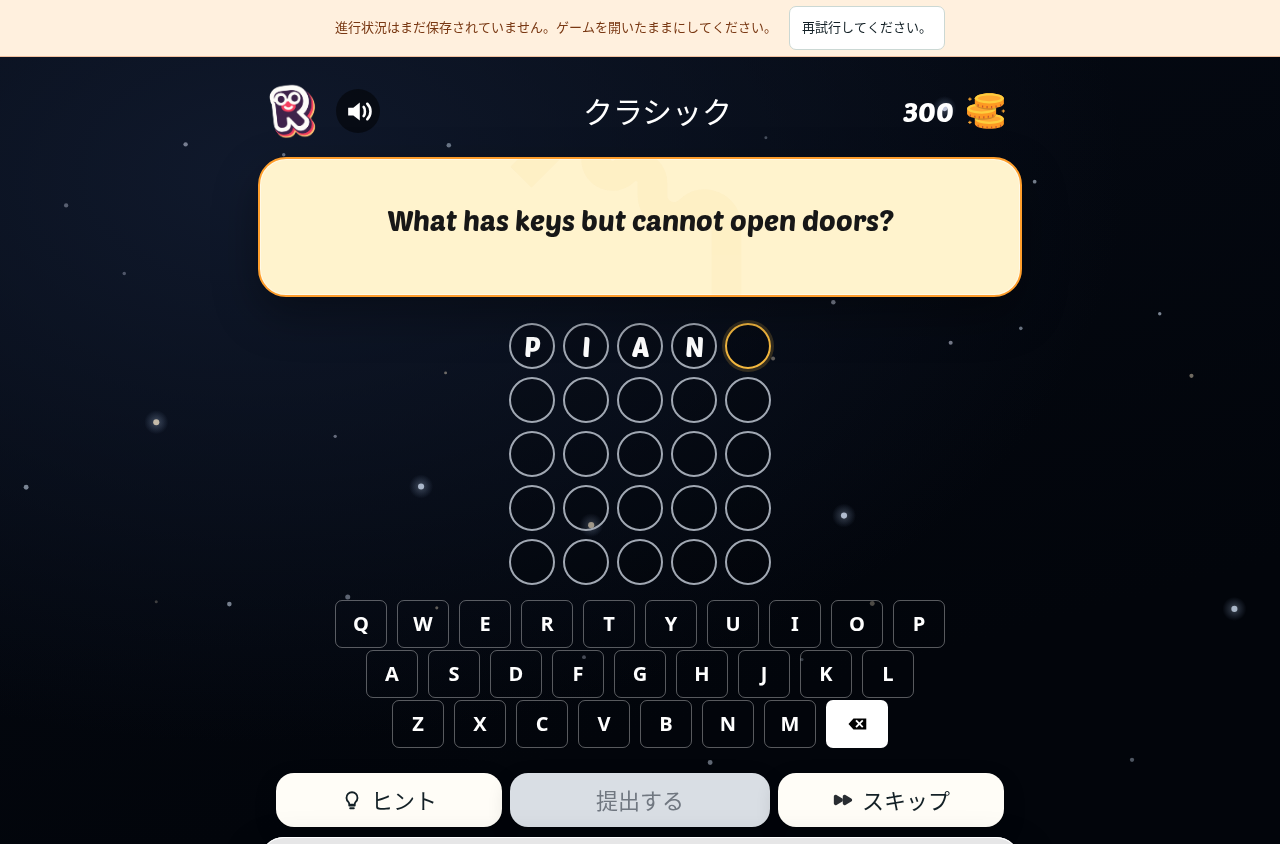 進行状況はまだ保存されていません。ゲームを開いたままにしてください。 再試行してください。
R クラシック 300
What has keys but cannot open doors?
P I A N
Q W E R T Y U I O P
A S D F G H J K L
Z X C V B N M
ヒント 提出する スキップ